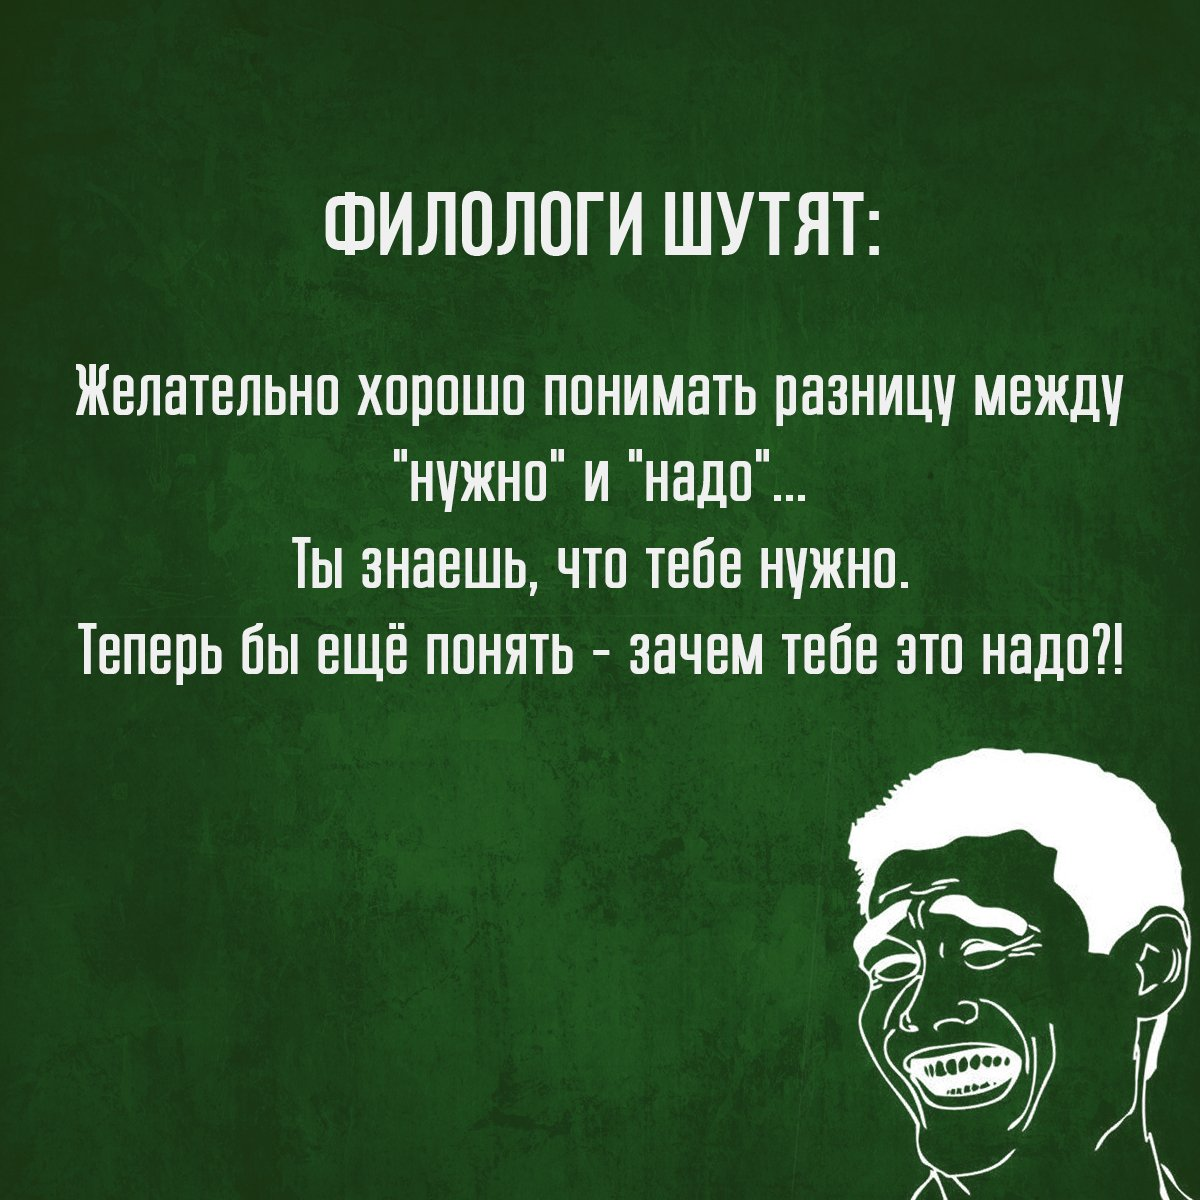 ФИЛОЛОГИ ШУТЯТ:
Желательно хорошо понимать разницу между
"нужно" и "надо"...
Ты знаешь, что тебе нужно.
Теперь бы ещё понять - зачем тебе это надо?!